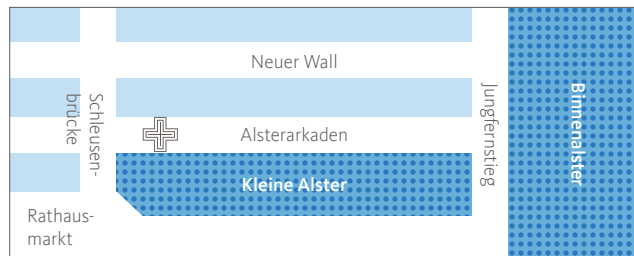 Neuer Wall
Schleusen-
brücke
Alsterarkaden
Jungfernstieg
Binnenalster
Kleine Alster
Rathaus-
markt